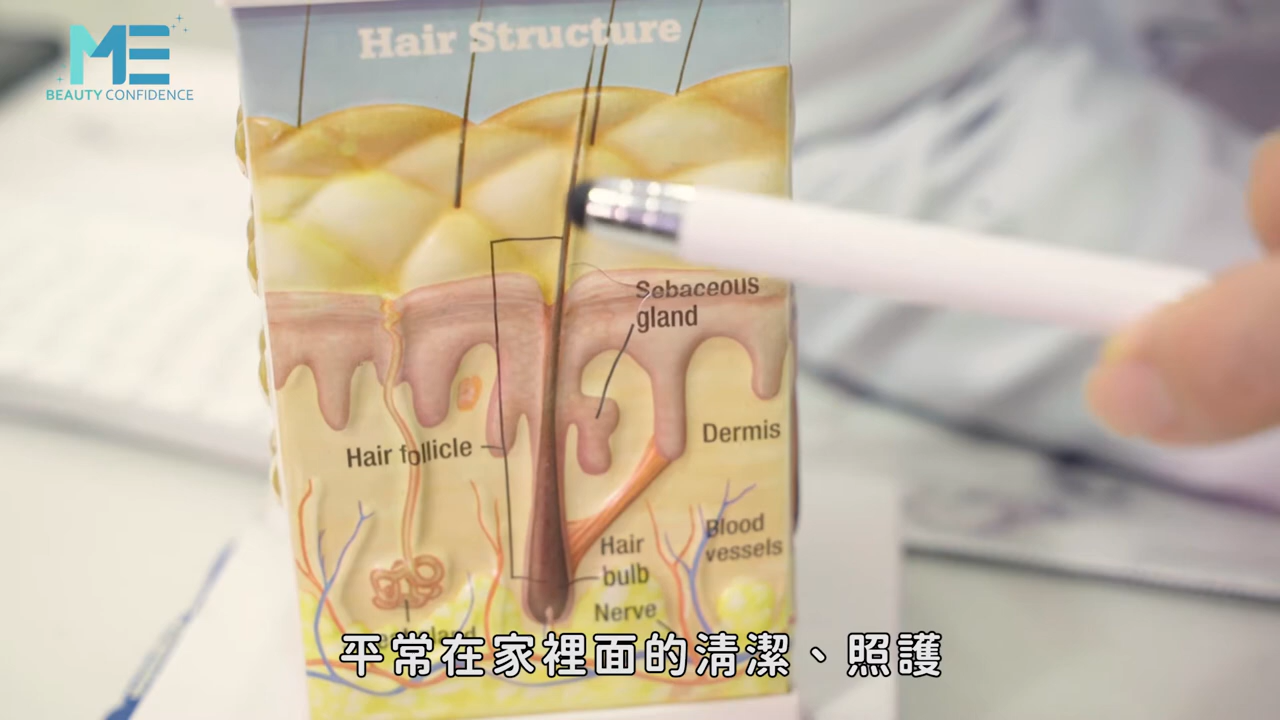 ME
BEAUTY CONFIDENCE
Hair Structure
Sebaceous
gland
Hair follicle
Dermis
Blood
vessels
Hair
bulb
Nerve
平常在家裡面的清潔、照護